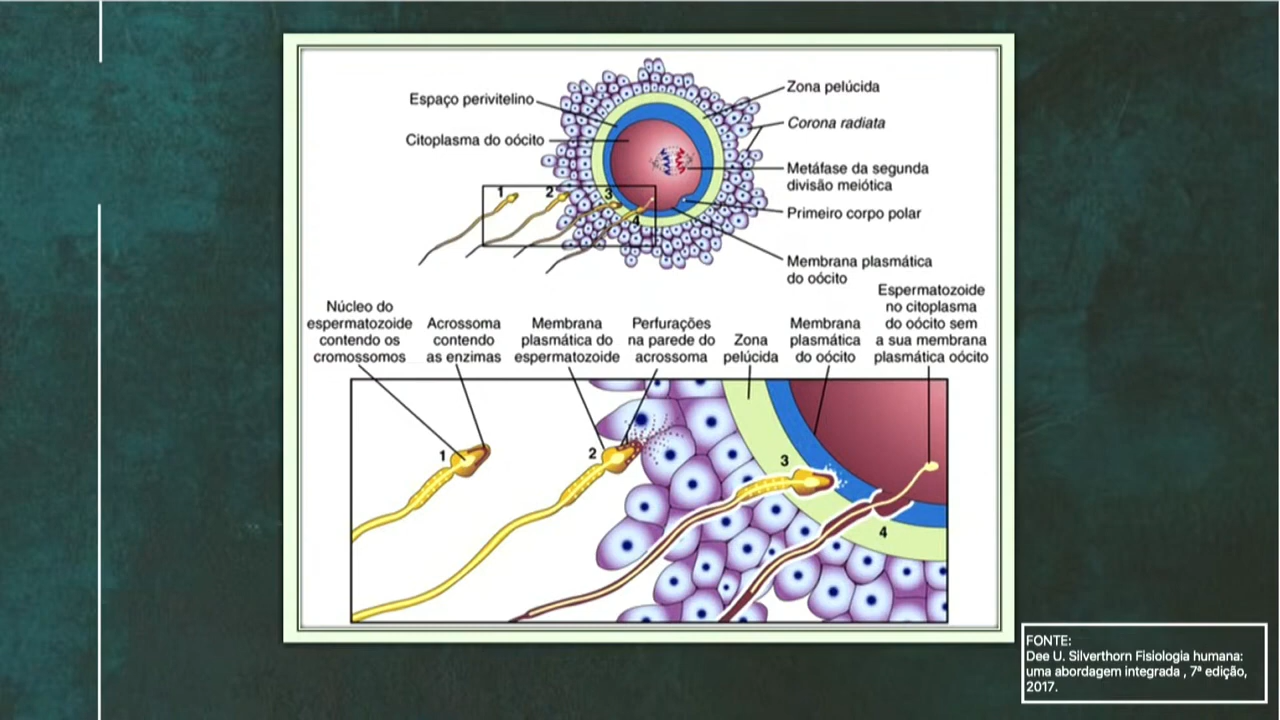 Espaço perivitelino
Citoplasma do oócito
Zona pelúcida
Corona radiata
Metáfase da segunda
divisão meiótica
Primeiro corpo polar
Membrana plasmática
do oócito
1
2
3
4
Núcleo do
espermatozoide
contendo os
cromossomos
Acrossoma
contendo
as enzimas
Membrana
plasmática do
espermatozoide
Perfurações
na parede do
acrossoma
Zona
pelúcida
Membrana
plasmática
do oócito
Espermatozoide
no citoplasma
do oócito sem
a sua membrana
plasmática oócito
1
2
3
4
FONTE:
Dee U. Silverthorn Fisiologia humana:
uma abordagem integrada , 7ª edição,
2017.